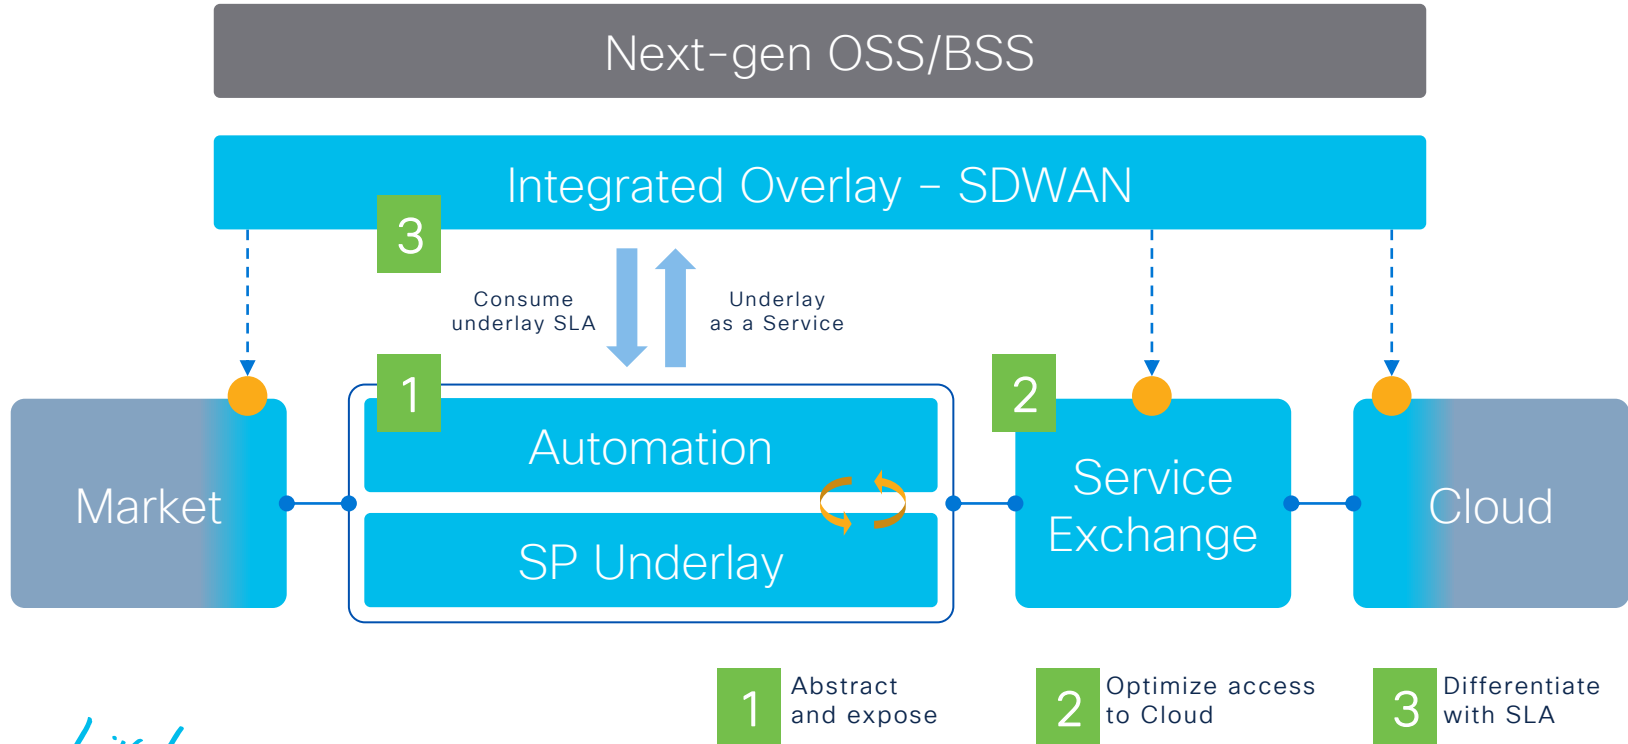 Next-gen OSS/BSS
Integrated Overlay – SDWAN
3
Consume
underlay SLA
Underlay
as a Service
1
2
Automation
SP Underlay
Market
Service
Exchange
Cloud
1
Abstract
and expose
2
Optimize access
to Cloud
3
Differentiate
with SLA